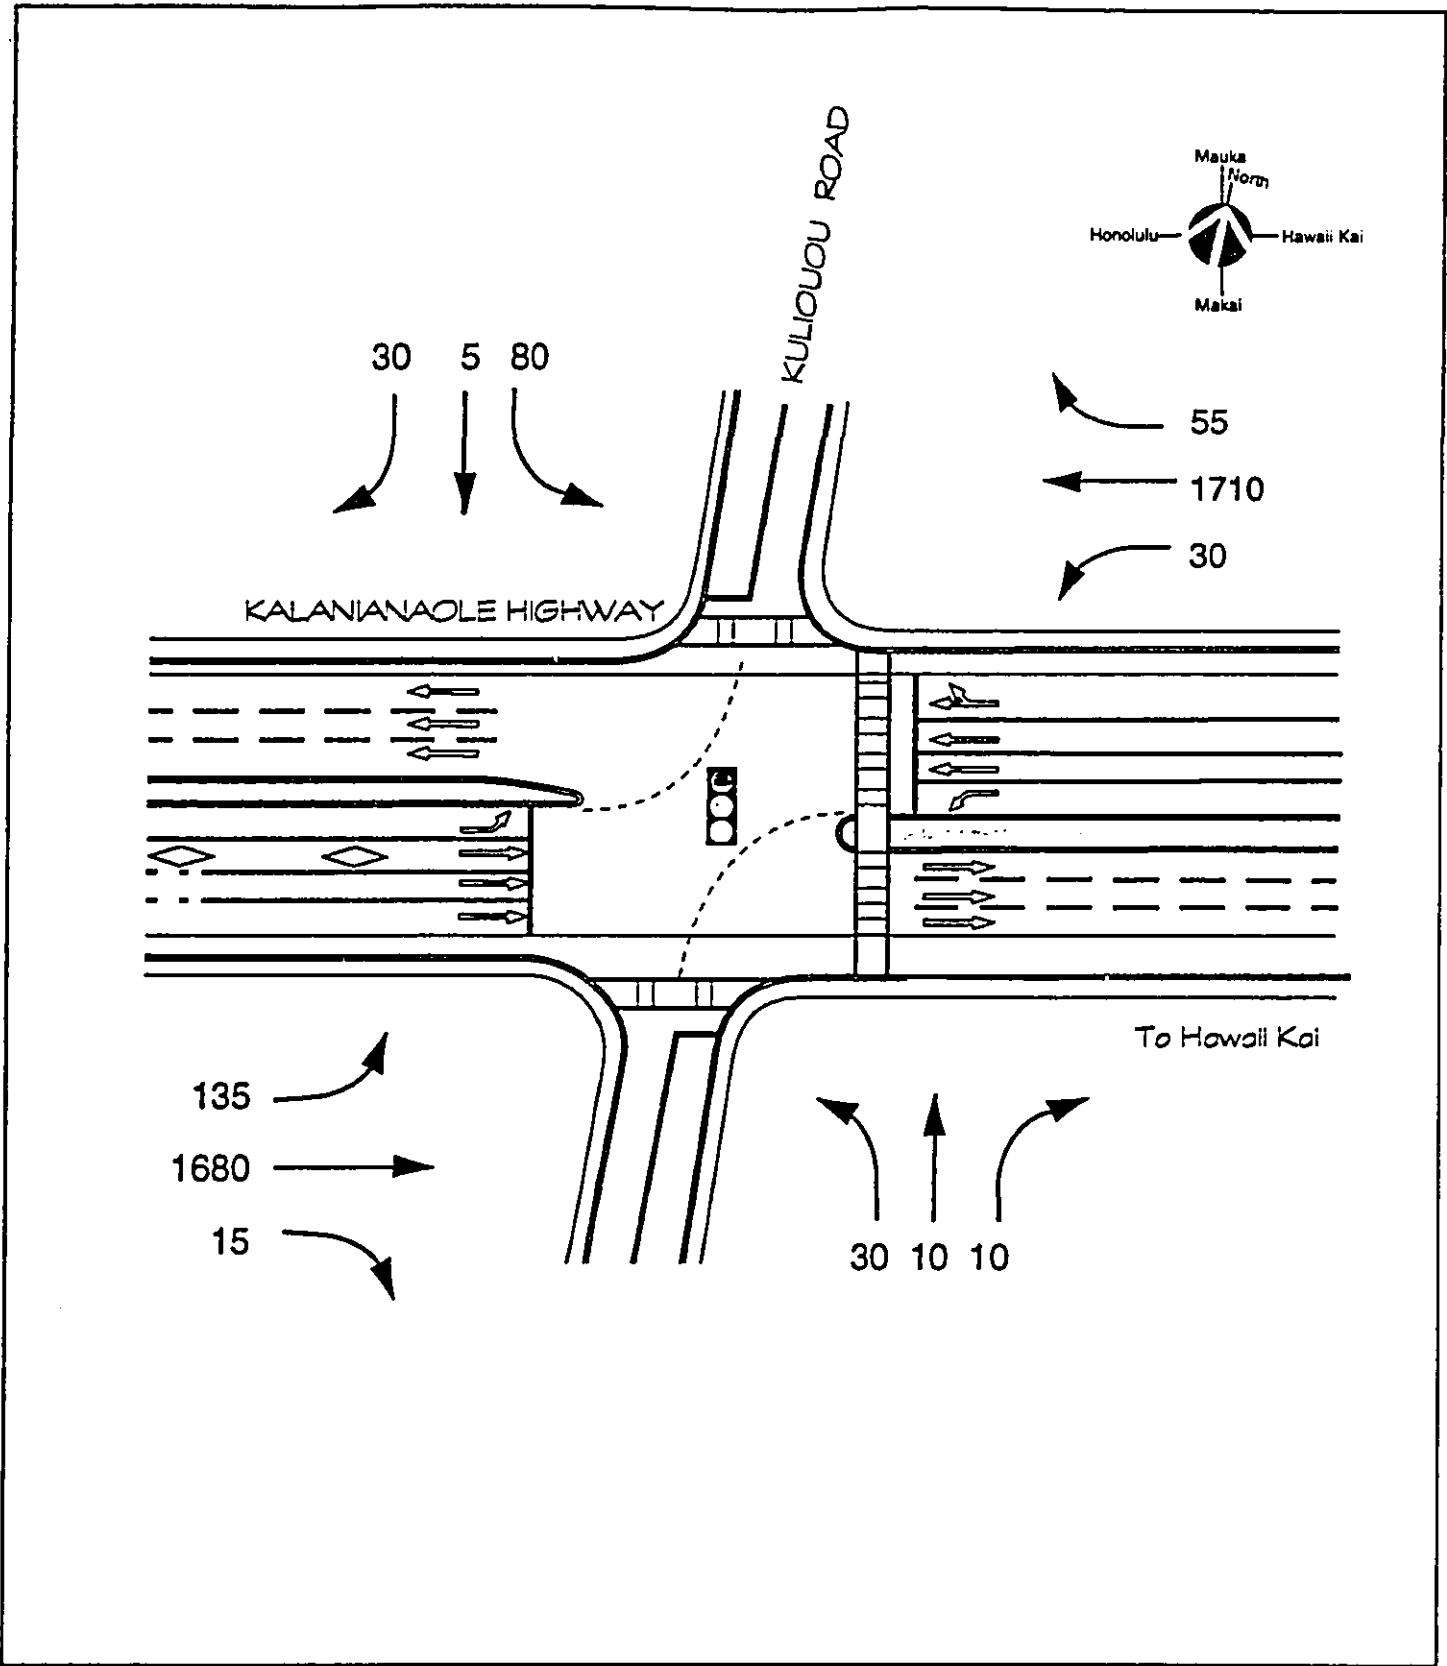 KULIOUOU ROAD
Mauka
North
Honolulu
Hawaii Kai
Makai
30 5 80
55
1710
30
KALANIANAOLE HIGHWAY
To Hawaii Kai
135
1680
15
30 10 10